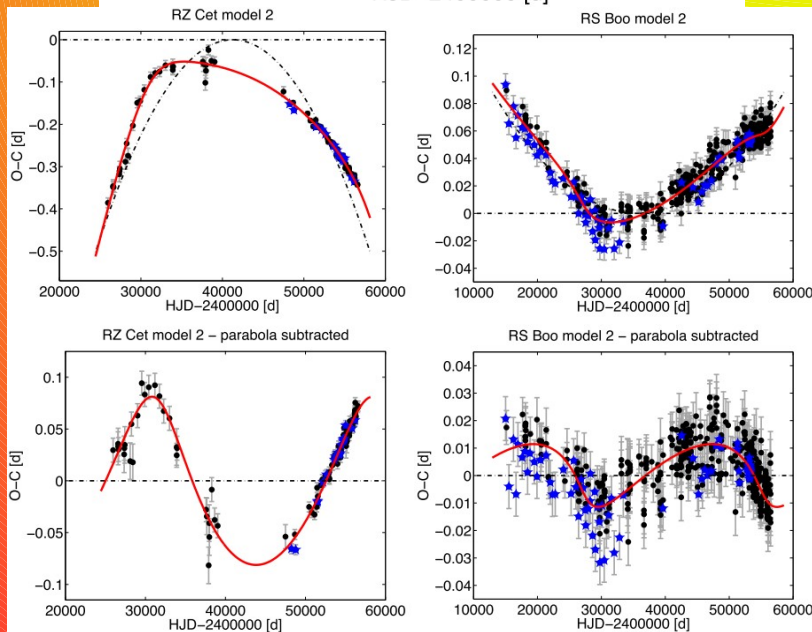 RZ Cet model 2
RS Boo model 2
0
−0.1
−0.2
−0.3
−0.4
−0.5
O−C [d]
20000 30000 40000 50000 60000
HJD−2400000 [d]
0.12
0.1
0.08
0.06
0.04
0.02
0
−0.02
−0.04
O−C [d]
10000 20000 30000 40000 50000 60000
HJD−2400000 [d]
RZ Cet model 2 − parabola subtracted
RS Boo model 2 − parabola subtracted
0.1
0.05
0
−0.05
−0.1
O−C [d]
20000 30000 40000 50000 60000
HJD−2400000 [d]
0.04
0.03
0.02
0.01
0
−0.01
−0.02
−0.03
−0.04
O−C [d]
10000 20000 30000 40000 50000 60000
HJD−2400000 [d]